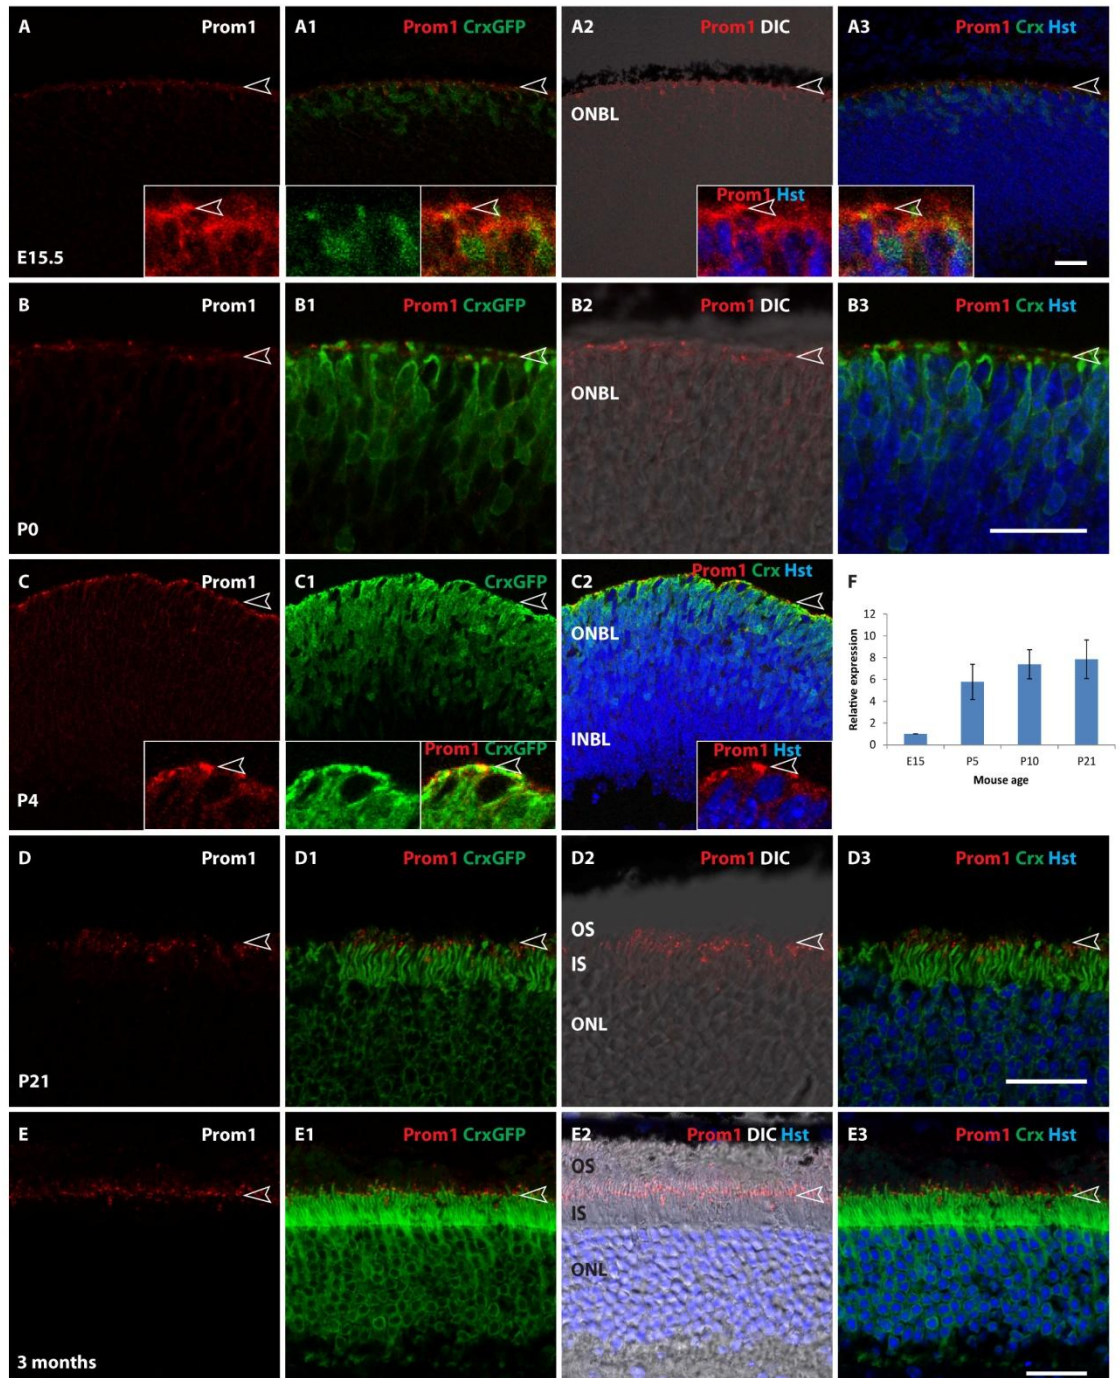 A Prom1
A1 Prom1 CrxGFP
A2 Prom1 DIC
A3 Prom1 Crx Hst
ONBL
Prom1 Hst
E15.5
B Prom1
B1 Prom1 CrxGFP
B2 Prom1 DIC
B3 Prom1 Crx Hst
ONBL
P0
C Prom1
C1 CrxGFP
C2 Prom1 Crx Hst
ONBL
INBL
Prom1 CrxGFP
Prom1 Hst
P4
F
12
10
8
6
4
2
0
Relative expression
E15 P5 P10 P21
Mouse age
D Prom1
D1 Prom1 CrxGFP
D2 Prom1 DIC
D3 Prom1 Crx Hst
OS
IS
ONL
P21
E Prom1
E1 Prom1 CrxGFP
E2 Prom1 DIC Hst
E3 Prom1 Crx Hst
OS
IS
ONL
3 months